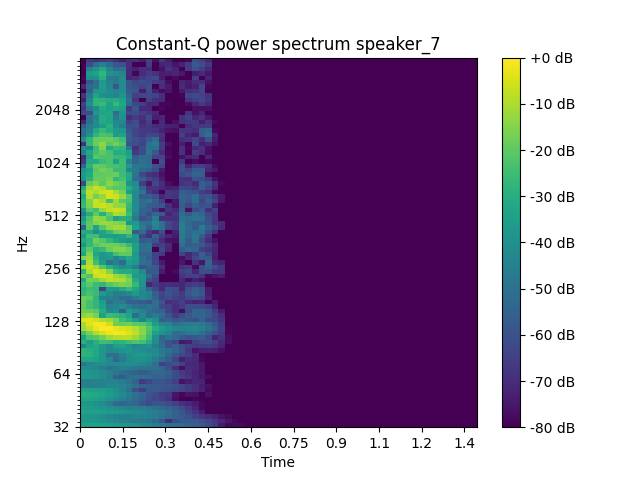 Constant-Q power spectrum speaker_7
Hz
2048
1024
512
256
128
64
32
0 0.15 0.3 0.45 0.6 0.75 0.9 1.1 1.2 1.4
Time
+0 dB
-10 dB
-20 dB
-30 dB
-40 dB
-50 dB
-60 dB
-70 dB
-80 dB